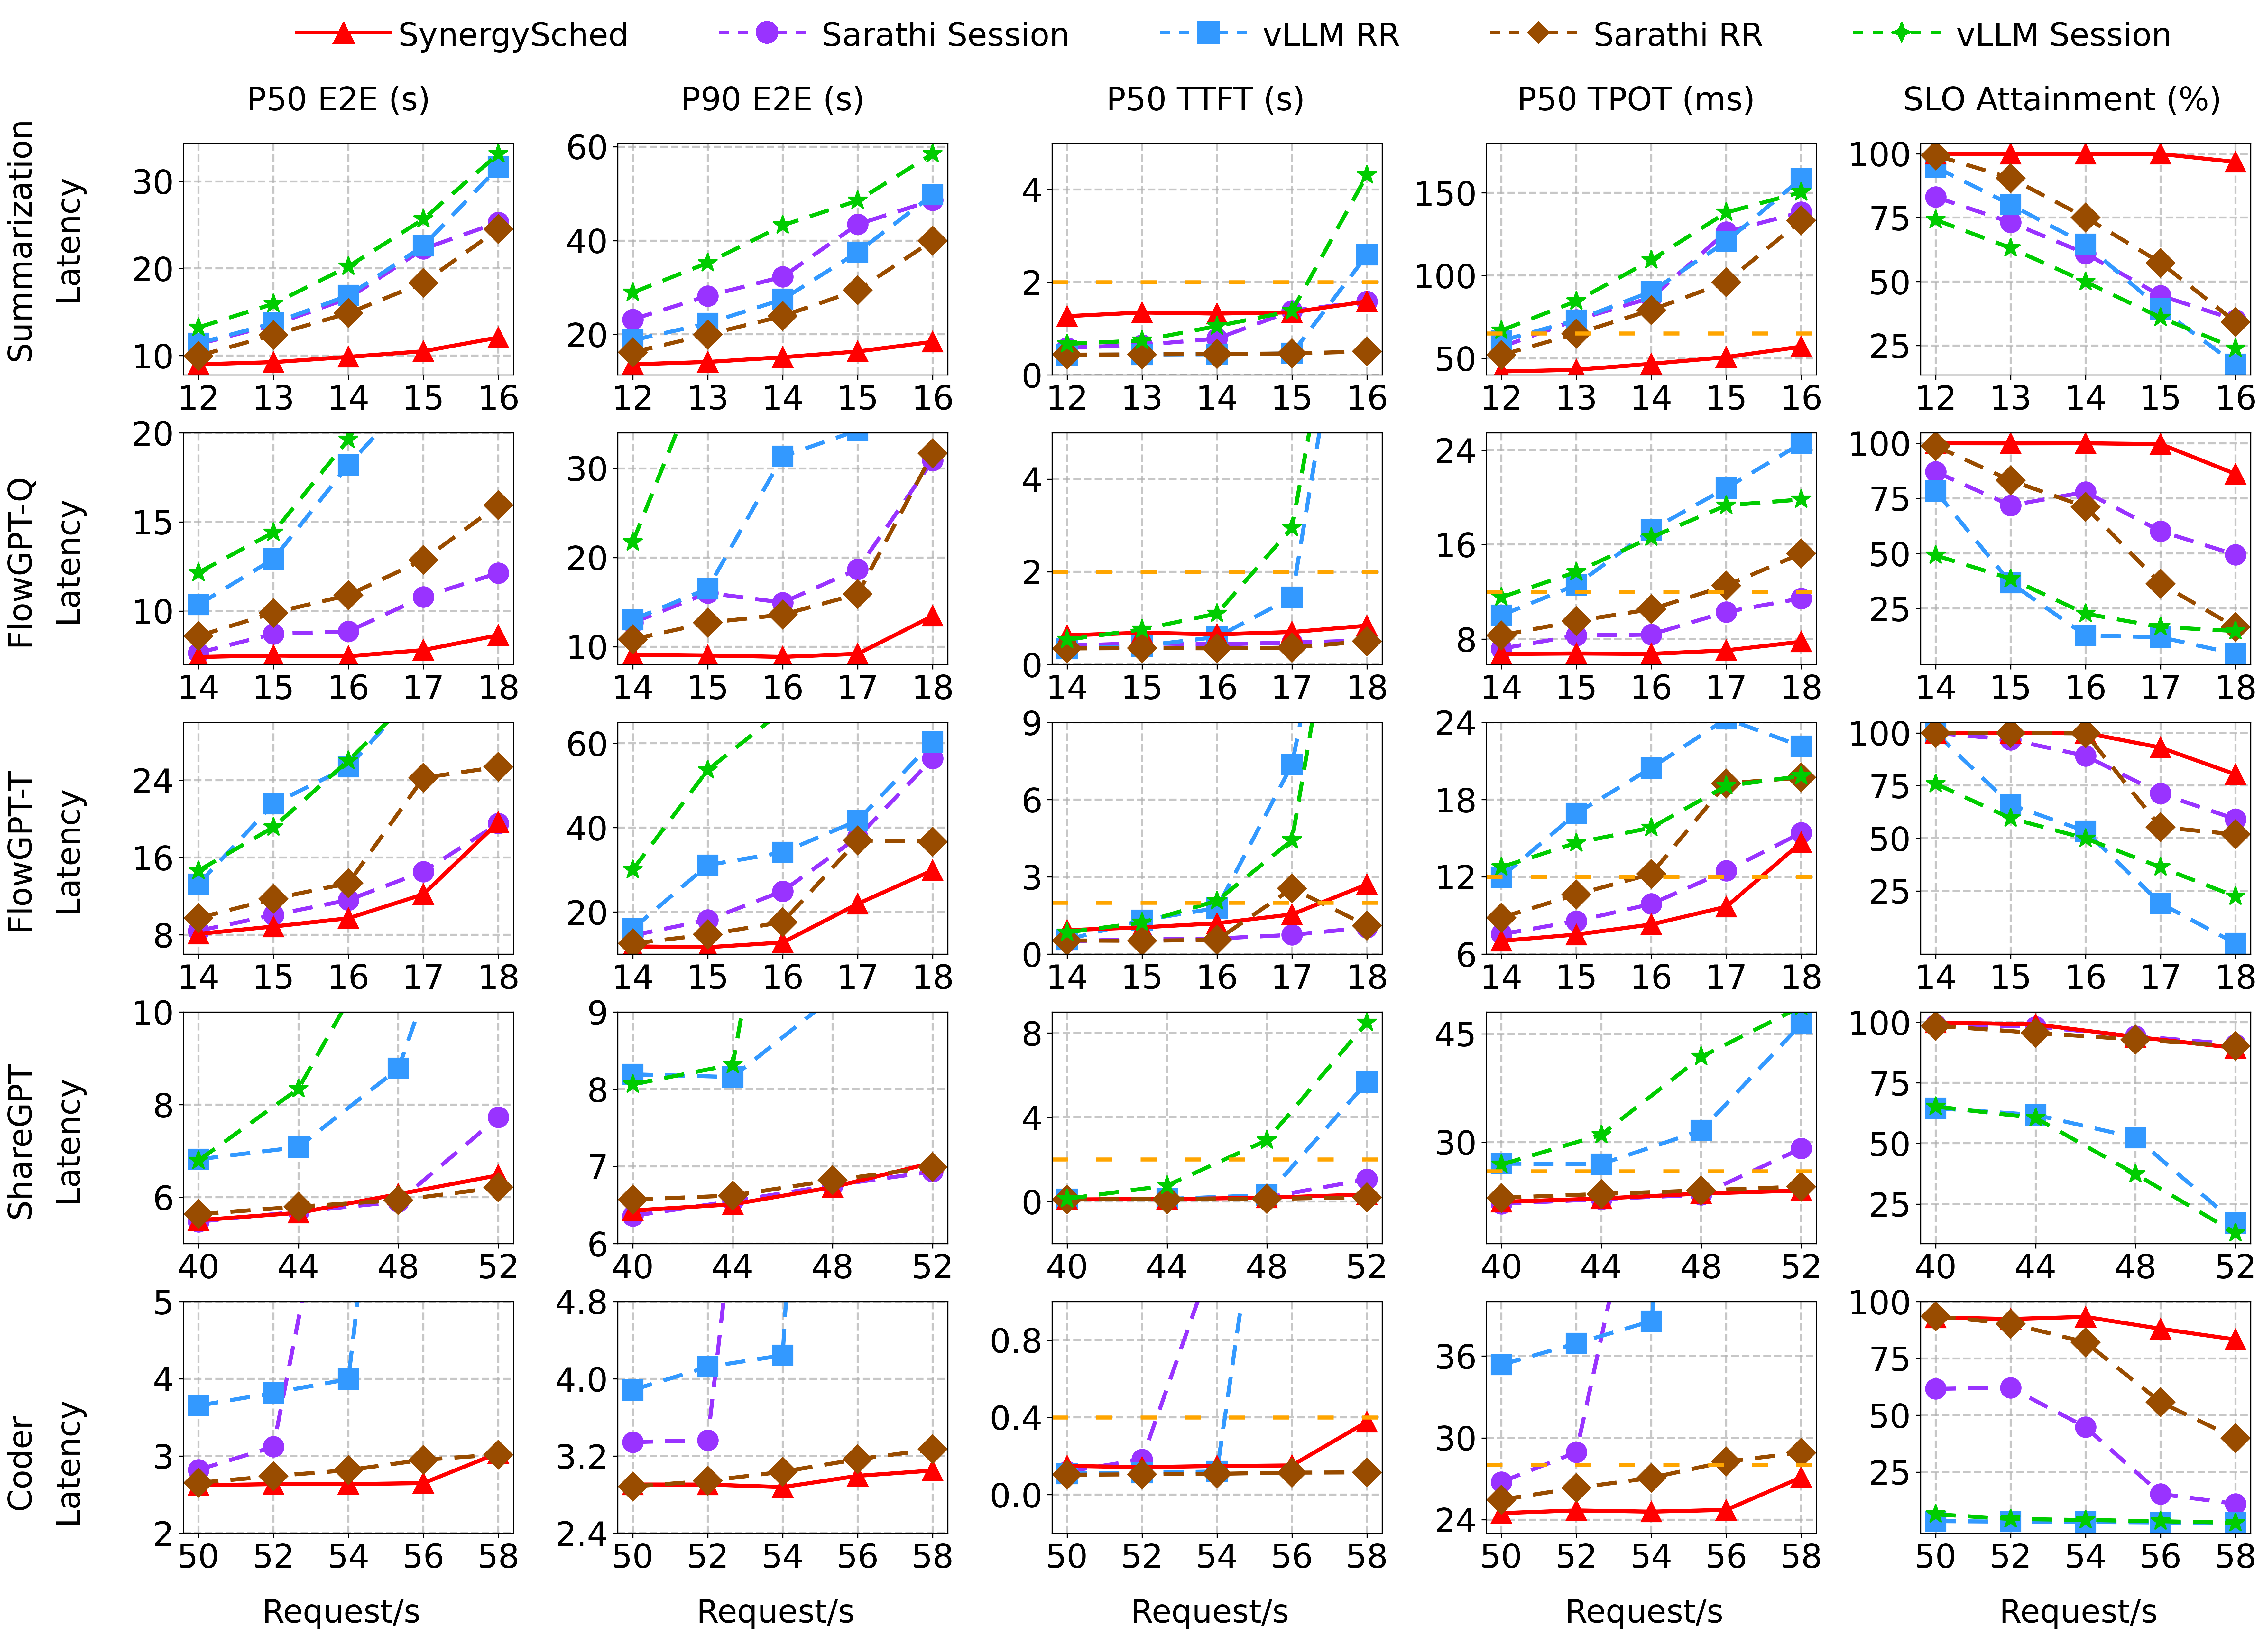 SynergySched Sarathi Session vLLM RR Sarathi RR vLLM Session
P50 E2E (s) P90 E2E (s) P50 TTFT (s) P50 TPOT (ms) SLO Attainment (%)
Summarization
Latency
30
20
10
12 13 14 15 16
60
40
20
12 13 14 15 16
4
2
0
12 13 14 15 16
150
100
50
12 13 14 15 16
100
75
50
25
12 13 14 15 16
FlowGPT-Q
Latency
20
15
10
14 15 16 17 18
30
20
10
14 15 16 17 18
4
2
0
14 15 16 17 18
24
16
8
14 15 16 17 18
100
75
50
25
14 15 16 17 18
FlowGPT-T
Latency
24
16
8
14 15 16 17 18
60
40
20
14 15 16 17 18
9
6
3
0
14 15 16 17 18
24
18
12
6
14 15 16 17 18
100
75
50
25
14 15 16 17 18
ShareGPT
Latency
10
8
6
40 44 48 52
9
8
7
6
40 44 48 52
8
4
0
40 44 48 52
45
30
40 44 48 52
100
75
50
25
40 44 48 52
Coder
Latency
5
4
3
2
50 52 54 56 58
4.8
4.0
3.2
2.4
50 52 54 56 58
0.8
0.4
0.0
50 52 54 56 58
36
30
24
50 52 54 56 58
100
75
50
25
50 52 54 56 58
Request/s Request/s Request/s Request/s Request/s